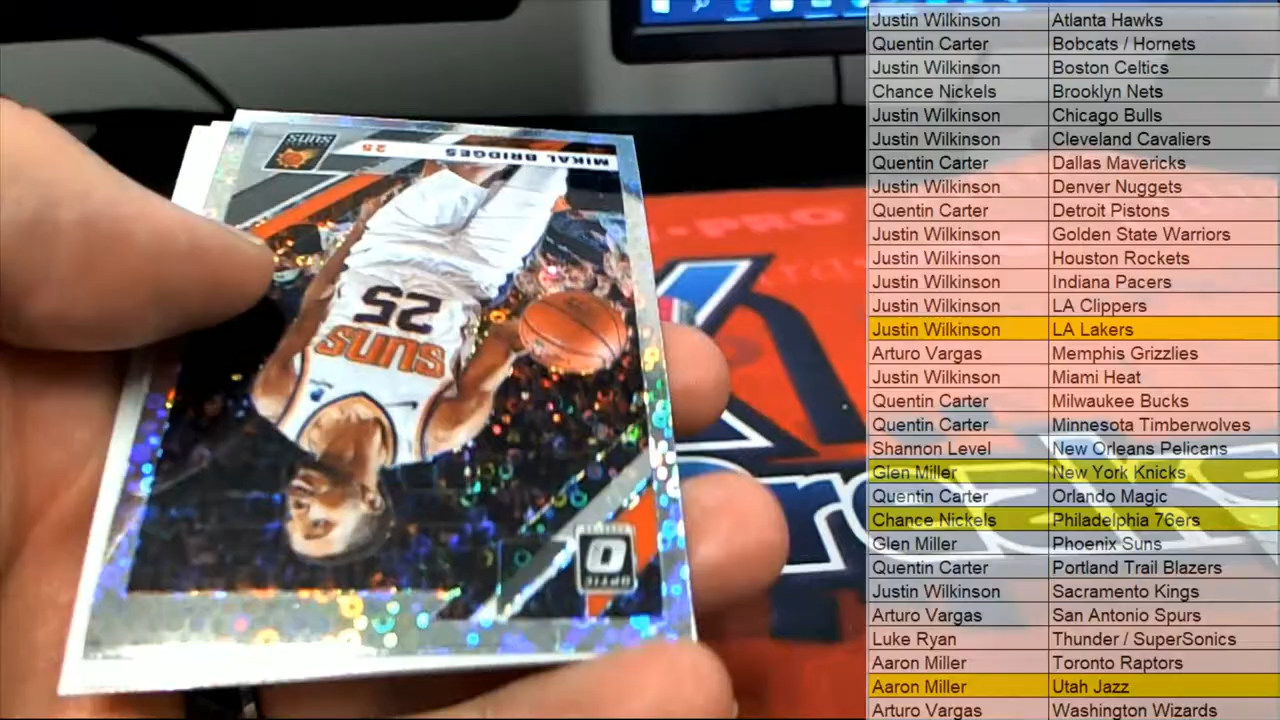 Justin Wilkinson Atlanta Hawks
Quentin Carter Bobcats / Hornets
Justin Wilkinson Boston Celtics
Chance Nickels Brooklyn Nets
Justin Wilkinson Chicago Bulls
Justin Wilkinson Cleveland Cavaliers
Quentin Carter Dallas Mavericks
Justin Wilkinson Denver Nuggets
Quentin Carter Detroit Pistons
Justin Wilkinson Golden State Warriors
Justin Wilkinson Houston Rockets
Justin Wilkinson Indiana Pacers
Justin Wilkinson LA Clippers
Justin Wilkinson LA Lakers
Arturo Vargas Memphis Grizzlies
Justin Wilkinson Miami Heat
Quentin Carter Milwaukee Bucks
Quentin Carter Minnesota Timberwolves
Shannon Level New Orleans Pelicans
Glen Miller New York Knicks
Quentin Carter Orlando Magic
Chance Nickels Philadelphia 76ers
Glen Miller Phoenix Suns
Quentin Carter Portland Trail Blazers
Justin Wilkinson Sacramento Kings
Arturo Vargas San Antonio Spurs
Luke Ryan Thunder / SuperSonics
Aaron Miller Toronto Raptors
Aaron Miller Utah Jazz
Arturo Vargas Washington Wizards
SUNS
MIKAL BRIDGES 25
SUNS
25
OPTIC
PRO